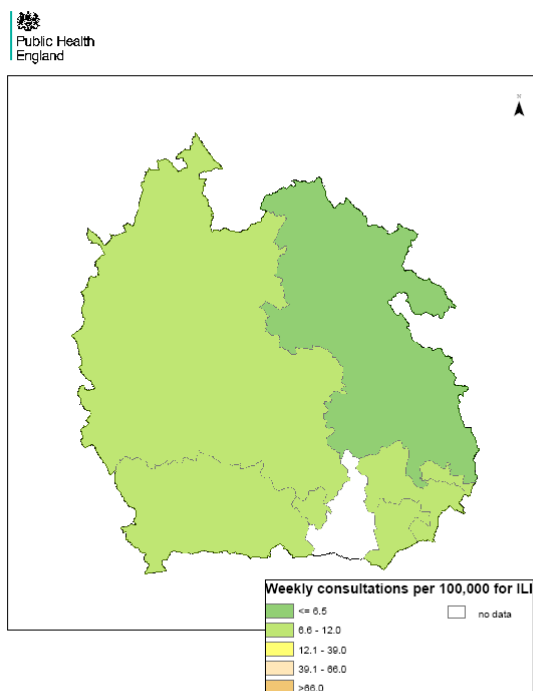 Public Health
England
N
Weekly consultations per 100,000 for ILI
<= 6.5
no data
6.6 - 12.0
12.1 - 39.0
39.1 - 66.0
>66.0